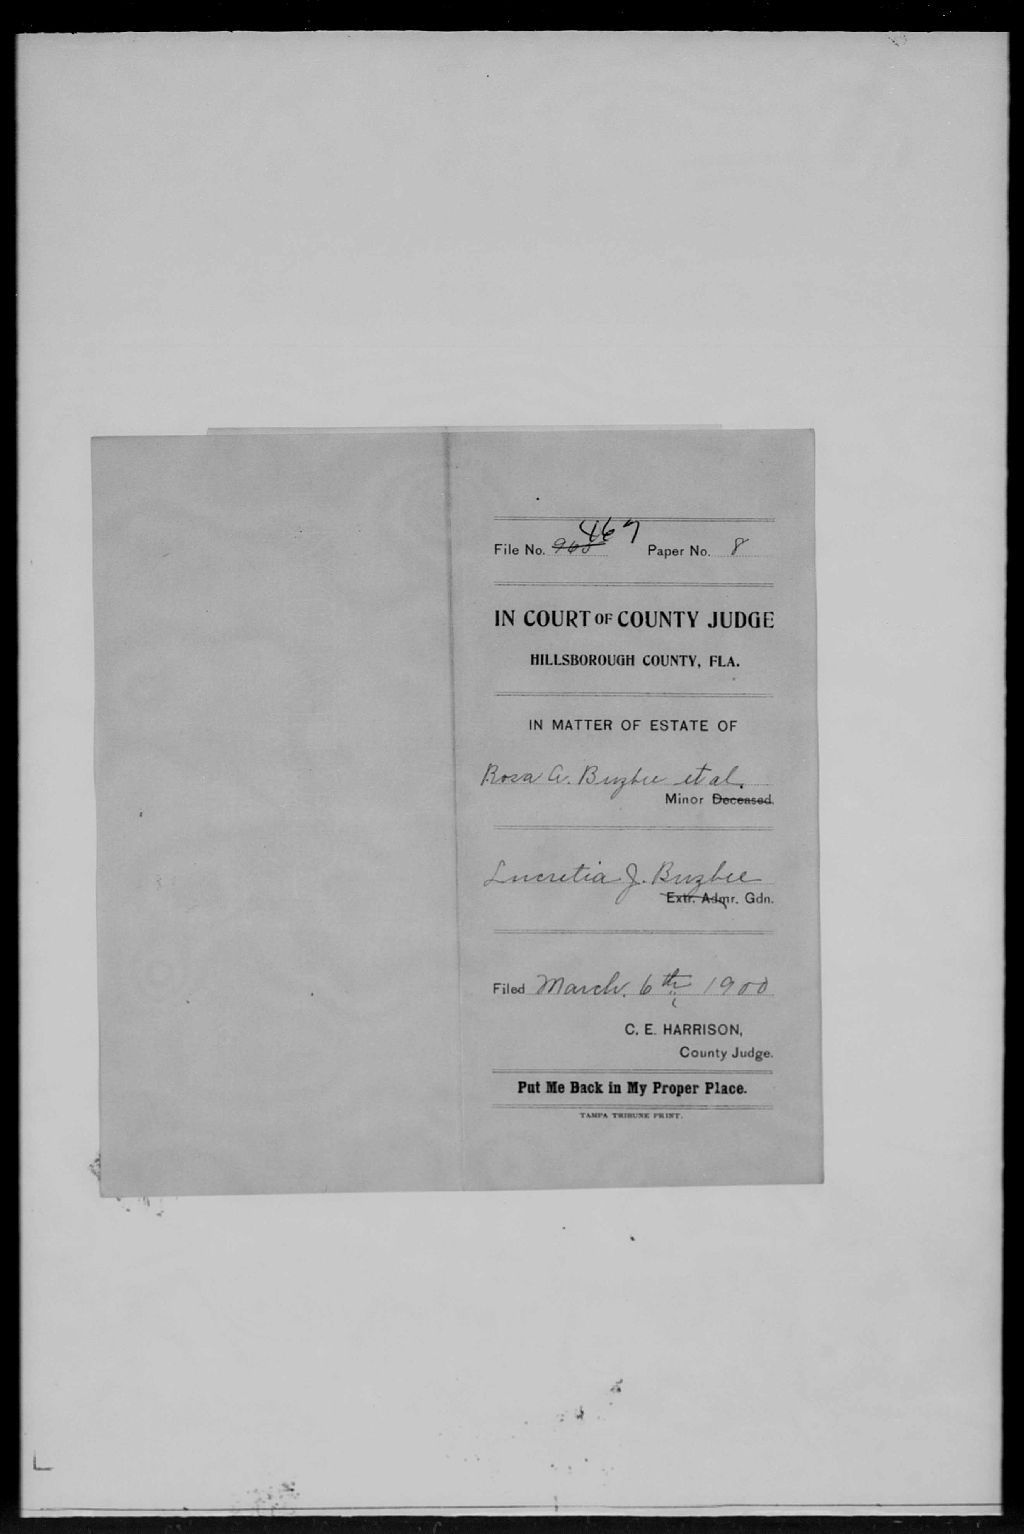 467
File No. 968 Paper No. 8
IN COURT OF COUNTY JUDGE
HILLSBOROUGH COUNTY, FLA.
IN MATTER OF ESTATE OF
Rosa A. Buzbee et al.
Minor Deceased.
Lucretia J. Buzbee
Extr. Admr. Gdn.
Filed March. 6th 1900
C. E. HARRISON,
County Judge.
Put Me Back in My Proper Place.
TAMPA TRIBUNE PRINT.